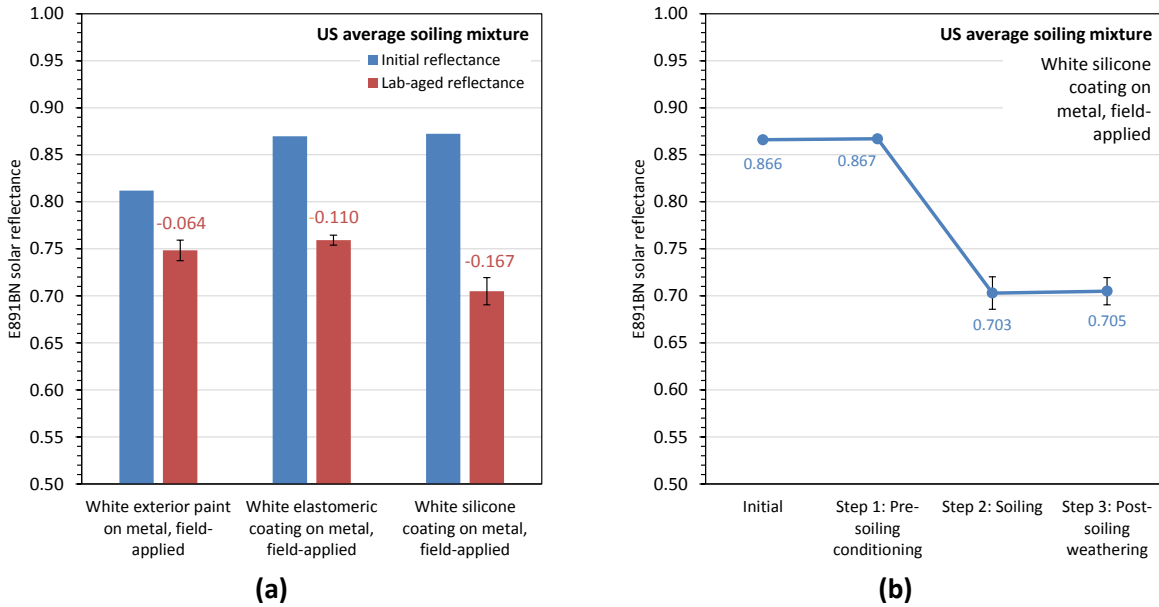 US average soiling mixture
Initial reflectance
Lab-aged reflectance
E891BN solar reflectance
1.00
0.95
0.90
0.85
0.80
0.75
0.70
0.65
0.60
0.55
0.50
-0.064
-0.110
-0.167
White exterior paint
on metal, field-
applied
White elastomeric
coating on metal,
field-applied
White silicone
coating on metal,
field-applied
(a)
US average soiling mixture
White silicone
coating on
metal, field-
applied
E891BN solar reflectance
1.00
0.95
0.90
0.85
0.80
0.75
0.70
0.65
0.60
0.55
0.50
0.866
0.867
0.703
0.705
Initial
Step 1: Pre-
soiling
conditioning
Step 2: Soiling
Step 3: Post-
soiling
weathering
(b)